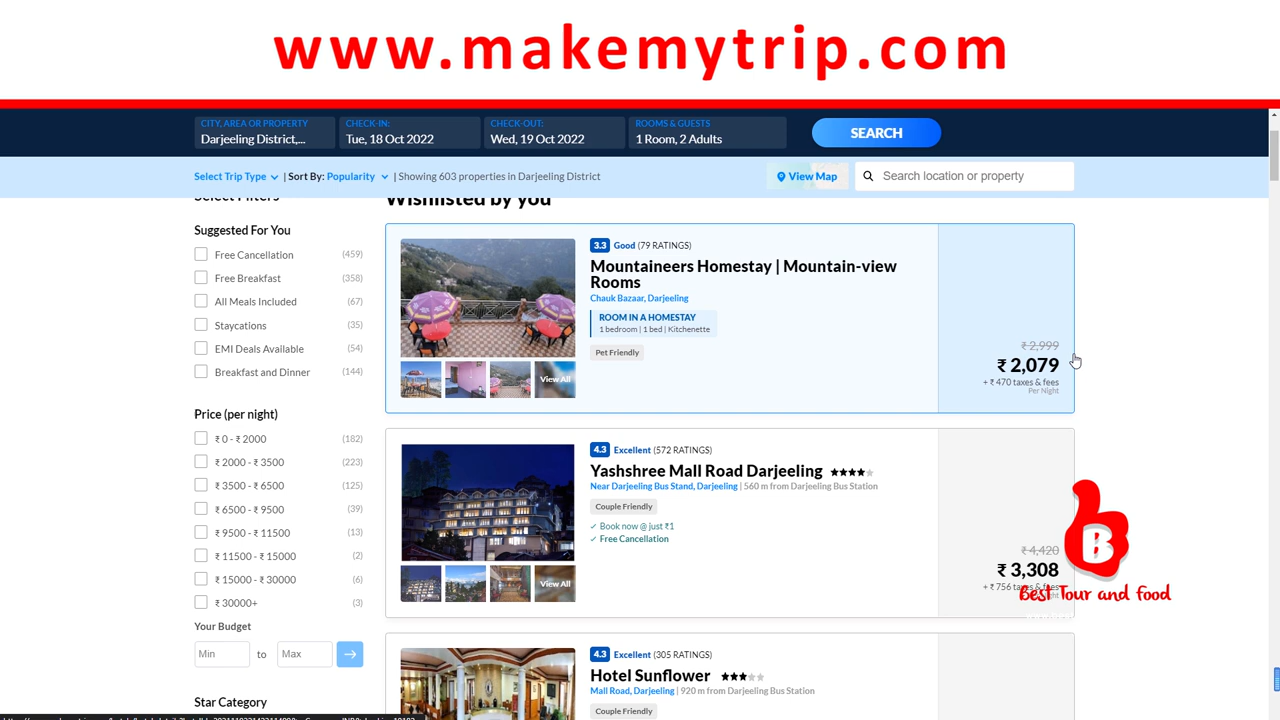 www.makemytrip.com
CITY, AREA OR PROPERTY
Darjeeling District,...
CHECK-IN:
Tue, 18 Oct 2022
CHECK-OUT:
Wed, 19 Oct 2022
ROOMS & GUESTS
1 Room, 2 Adults
SEARCH
Select Trip Type | Sort By: Popularity | Showing 603 properties in Darjeeling District
View Map
Search location or property
Select Filters
Suggested For You
Free Cancellation (459)
Free Breakfast (358)
All Meals Included (67)
Staycations (35)
EMI Deals Available (54)
Breakfast and Dinner (144)
Price (per night)
₹ 0 - ₹ 2000 (182)
₹ 2000 - ₹ 3500 (223)
₹ 3500 - ₹ 6500 (125)
₹ 6500 - ₹ 9500 (39)
₹ 9500 - ₹ 11500 (13)
₹ 11500 - ₹ 15000 (2)
₹ 15000 - ₹ 30000 (6)
₹ 30000+ (3)
Your Budget
Min to Max
Star Category
Wishlisted by you
3.3 Good (79 RATINGS)
Mountaineers Homestay | Mountain-view
Rooms
Chauk Bazaar, Darjeeling
ROOM IN A HOMESTAY
1 bedroom | 1 bed | Kitchenette
Pet Friendly
View All
₹ 2,999
₹ 2,079
+ ₹ 470 taxes & fees
Per Night
4.3 Excellent (572 RATINGS)
Yashshree Mall Road Darjeeling
Near Darjeeling Bus Stand, Darjeeling | 560 m from Darjeeling Bus Station
Couple Friendly
Book now @ just ₹1
Free Cancellation
View All
₹ 4,420
₹ 3,308
+ ₹ 756 taxes & fees
B
Best Tour and food
4.3 Excellent (305 RATINGS)
Hotel Sunflower
Mall Road, Darjeeling | 920 m from Darjeeling Bus Station
Couple Friendly